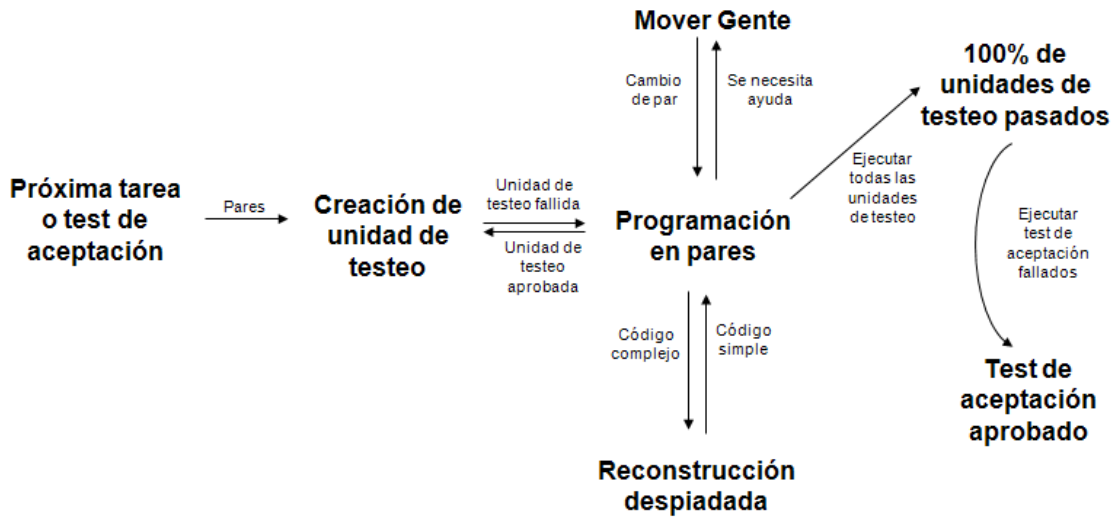 Mover Gente
Cambio
de par
Se necesita
ayuda
100% de
unidades de
testeo pasados
Próxima tarea
o test de
aceptación
Pares
Creación de
unidad de
testeo
Unidad de
testeo fallida
Unidad de
testeo
aprobada
Programación
en pares
Ejecutar
todas las
unidades
de testeo
Ejecutar
test de
aceptación
fallados
Código
complejo
Código
simple
Test de
aceptación
aprobado
Reconstrucción
despiadada